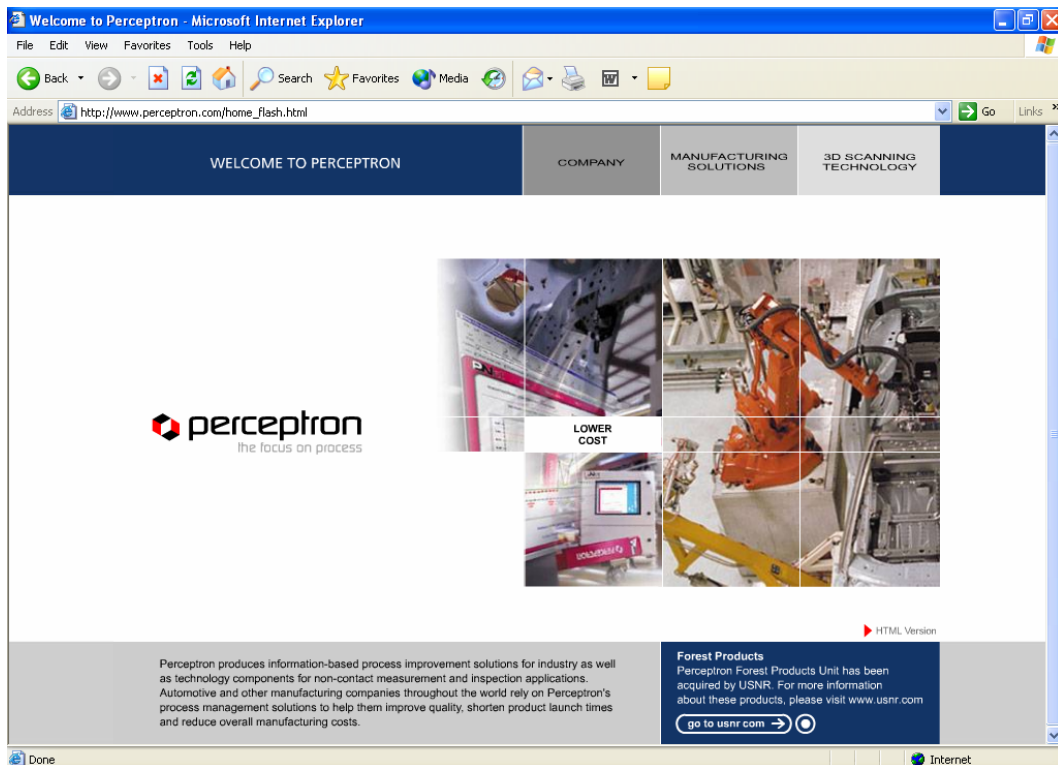 Welcome to Perceptron - Microsoft Internet Explorer
File Edit View Favorites Tools Help
Back Search Favorites Media
Address http://www.perceptron.com/home_flash.html Go Links »
WELCOME TO PERCEPTRON
COMPANY
MANUFACTURING
SOLUTIONS
3D SCANNING
TECHNOLOGY
perceptron
the focus on process
LOWER
COST
HTML Version
Perceptron produces information-based process improvement solutions for industry as well
as technology components for non-contact measurement and inspection applications.
Automotive and other manufacturing companies throughout the world rely on Perceptron's
process management solutions to help them improve quality, shorten product launch times
and reduce overall manufacturing costs.
Forest Products
Perceptron Forest Products Unit has been
acquired by USNR. For more information
about these products, please visit www.usnr.com
go to usnr com
Done Internet